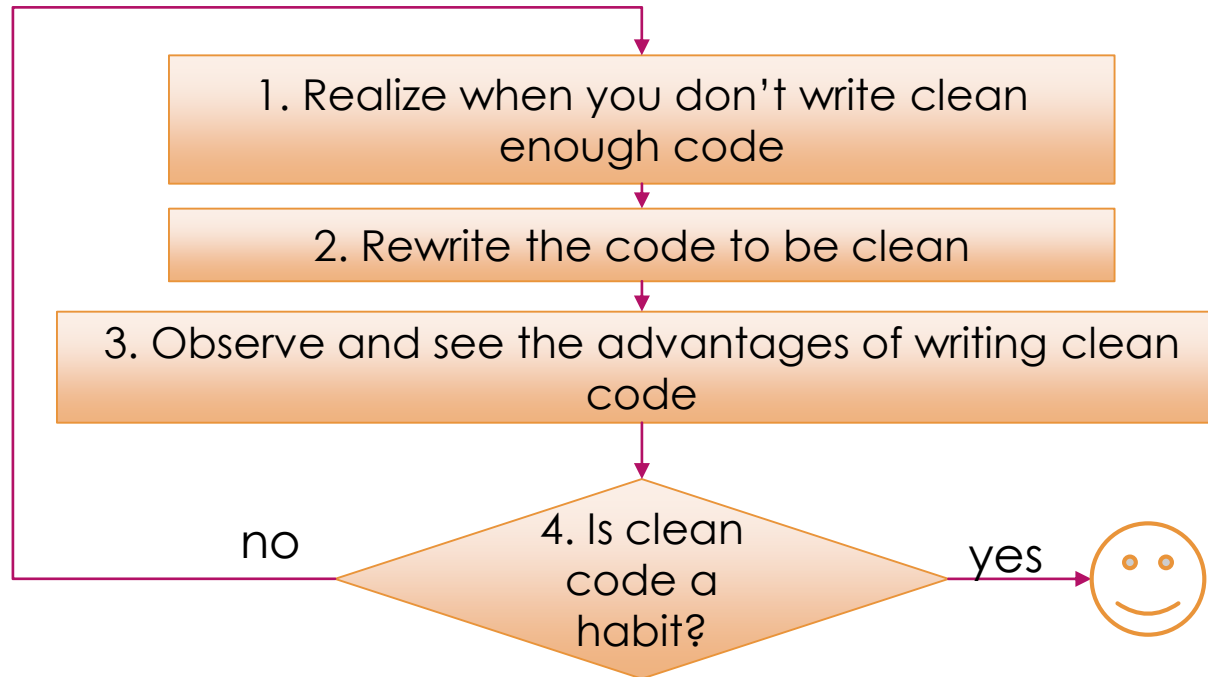 1. Realize when you don’t write clean
enough code
2. Rewrite the code to be clean
3. Observe and see the advantages of writing clean
code
4. Is clean
code a
habit?
no
yes